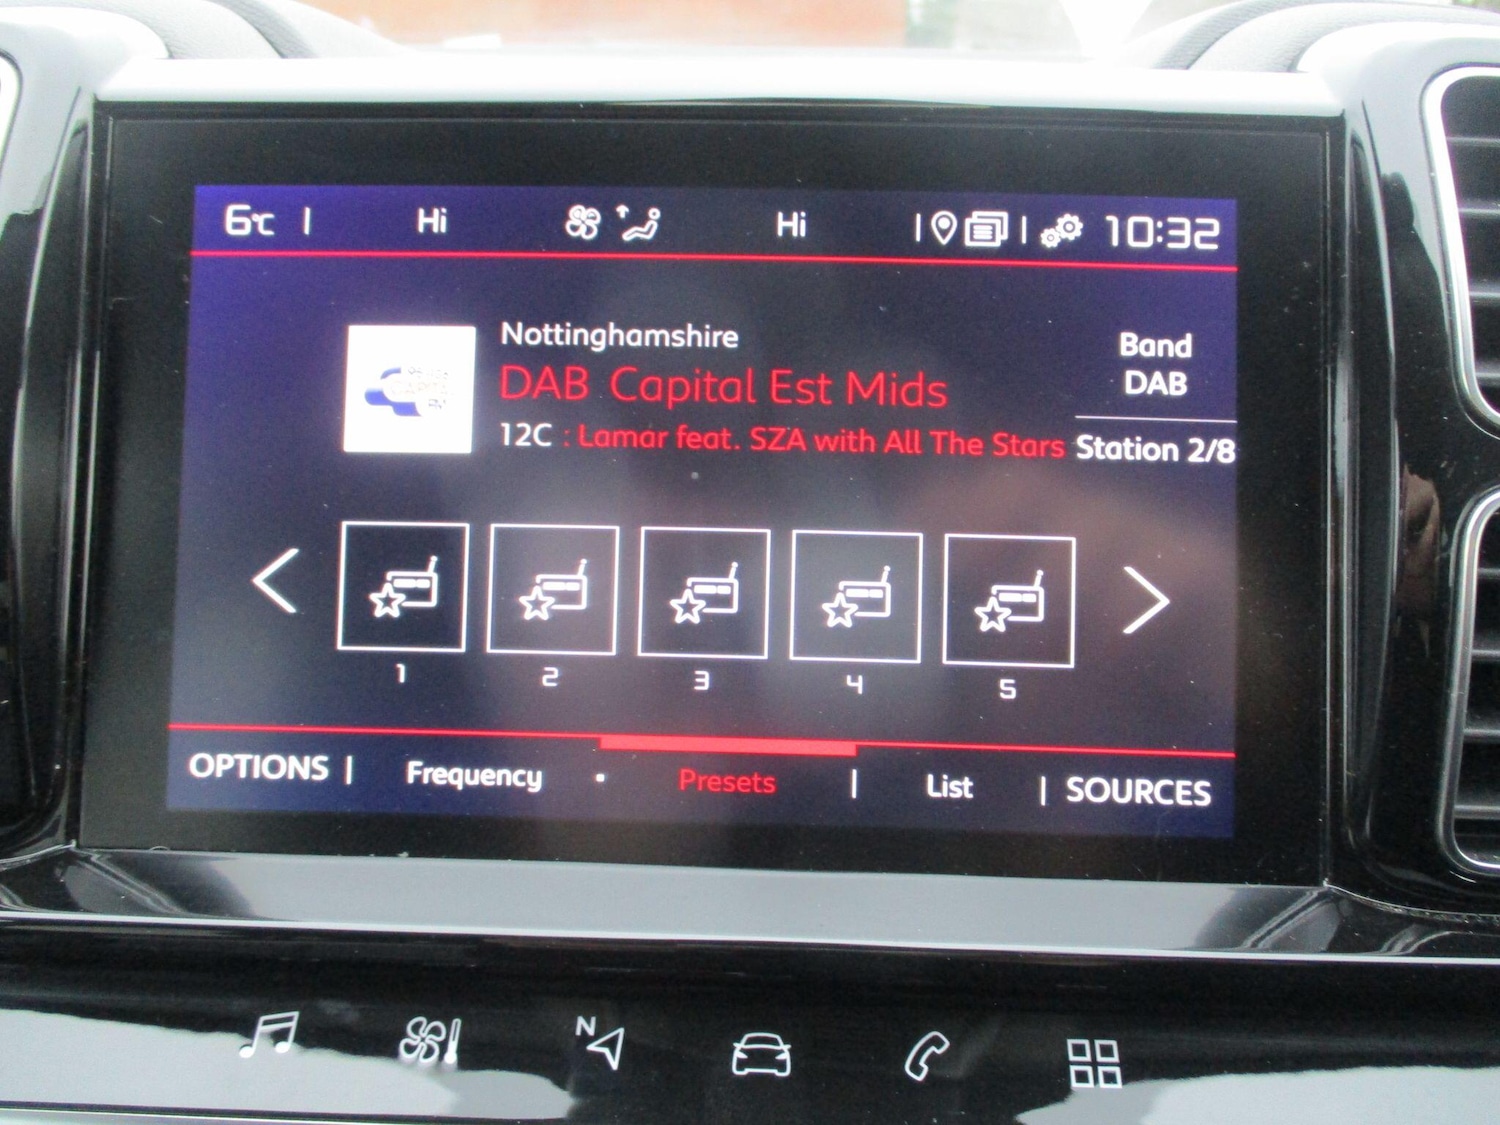 6°C | Hi Hi | | 10:32
Nottinghamshire
DAB Capital Est Mids
12C : Lamar feat. SZA with All The Stars
Band
DAB
Station 2/8
CAPITAL
1 2 3 4 5
OPTIONS | Frequency • Presets | List | SOURCES
N